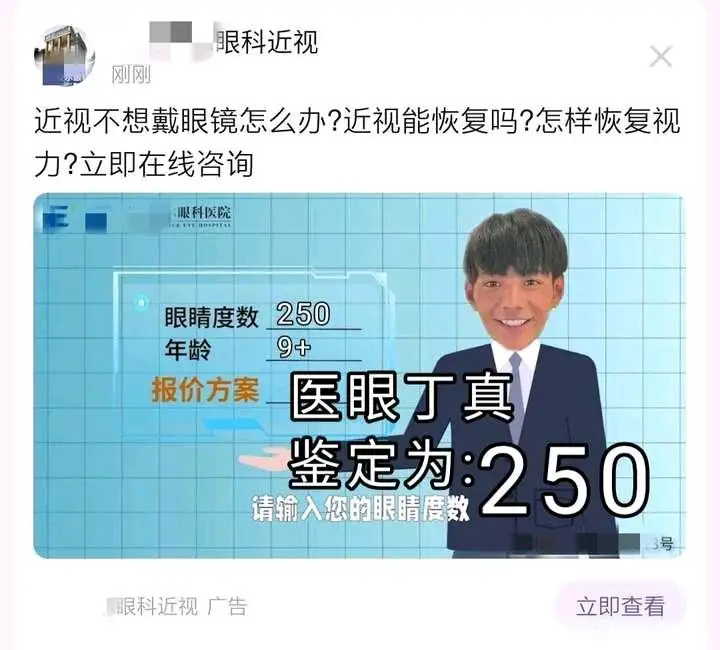 眼科近视
刚刚
近视不想戴眼镜怎么办?近视能恢复吗?怎样恢复视
力?立即在线咨询
眼科医院
眼睛度数 250
年龄 9+
报价方案
医眼丁真
鉴定为:250
请输入您的眼睛度数
号
眼科近视 广告
立即查看